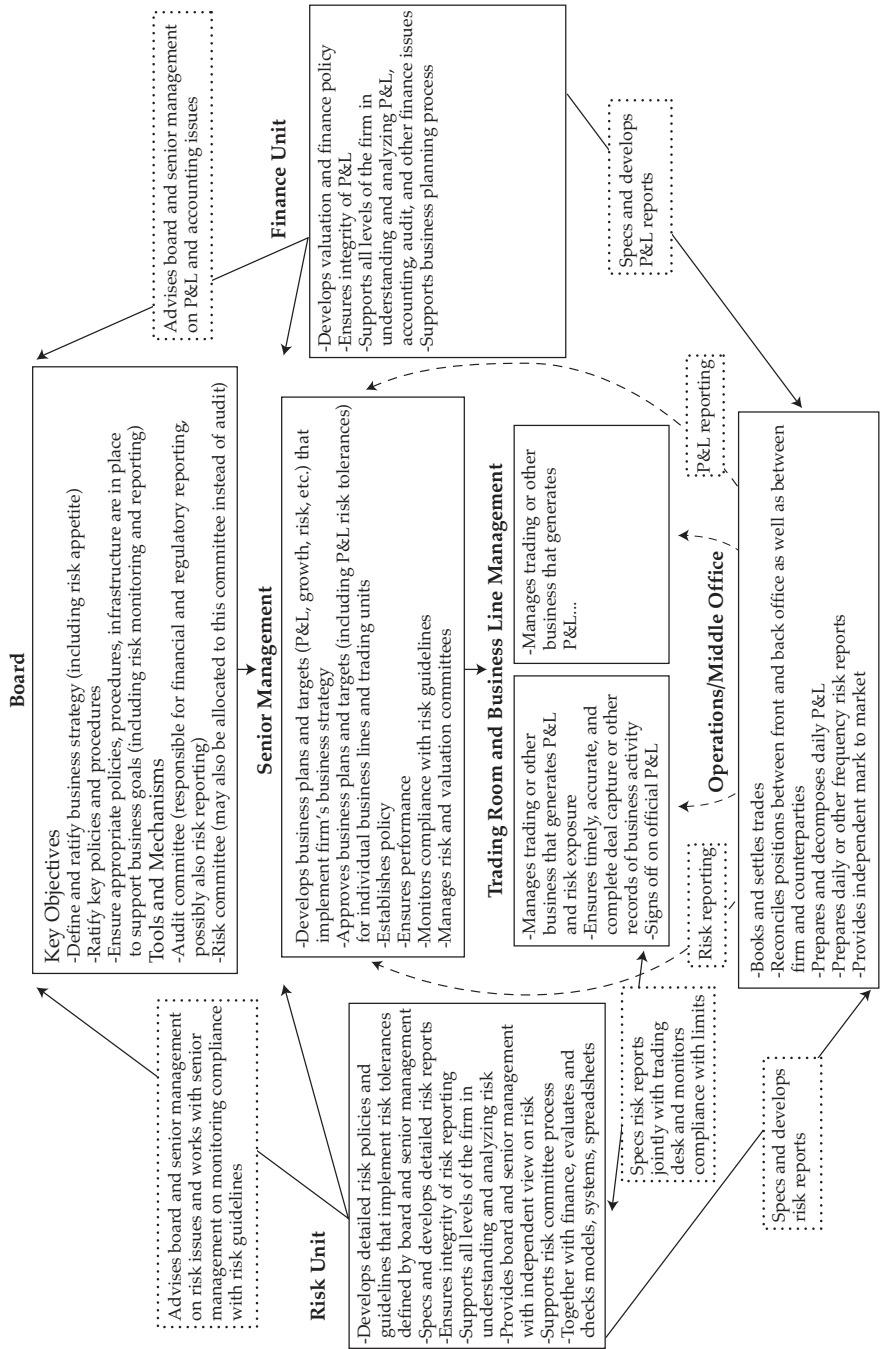 Board
Key Objectives
-Define and ratify business strategy (including risk appetite)
-Ratify key policies and procedures
-Ensure appropriate policies, procedures, infrastructure are in place
to support business goals (including risk monitoring and reporting)
Tools and Mechanisms
-Audit committee (responsible for financial and regulatory reporting,
possibly also risk reporting)
-Risk committee (may also be allocated to this committee instead of audit)
Advises board and senior management
on risk issues and works with senior
management on monitoring compliance
with risk guidelines
Advises board and senior management
on P&L and accounting issues
Risk Unit
-Develops detailed risk policies and
guidelines that implement risk tolerances
defined by board and senior management
-Specs and develops detailed risk reports
-Ensures integrity of risk reporting
-Supports all levels of the firm in
understanding and analyzing risk
-Provides board and senior management
with independent view on risk
-Supports risk committee process
-Together with finance, evaluates and
checks models, systems, spreadsheets
Senior Management
-Develops business plans and targets (P&L, growth, risk, etc.) that
implement firm's business strategy
-Approves business plans and targets (including P&L risk tolerances)
for individual business lines and trading units
-Establishes policy
-Ensures performance
-Monitors compliance with risk guidelines
-Manages risk and valuation committees
Finance Unit
-Develops valuation and finance policy
-Ensures integrity of P&L
-Supports all levels of the firm in
understanding and analyzing P&L,
accounting, audit, and other finance issues
-Supports business planning process
Trading Room and Business Line Management
-Manages trading or other
business that generates P&L
and risk exposure
-Ensures timely, accurate, and
complete deal capture or other
records of business activity
-Signs off on official P&L
-Manages trading or other
business that generates
P&L...
Specs risk reports
jointly with trading
desk and monitors
compliance with limits
Risk reporting
P&L reporting
Specs and develops
risk reports
Specs and develops
P&L reports
Operations/Middle Office
-Books and settles trades
-Reconciles positions between front and back office as well as between
firm and counterparties
-Prepares and decomposes daily P&L
-Prepares daily or other frequency risk reports
-Provides independent mark to market